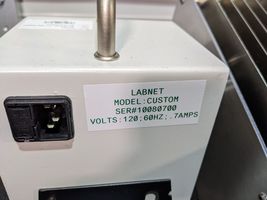 LABNET
MODEL:CUSTOM
SER#10080700
VOLTS:120;60HZ;.7AMPS